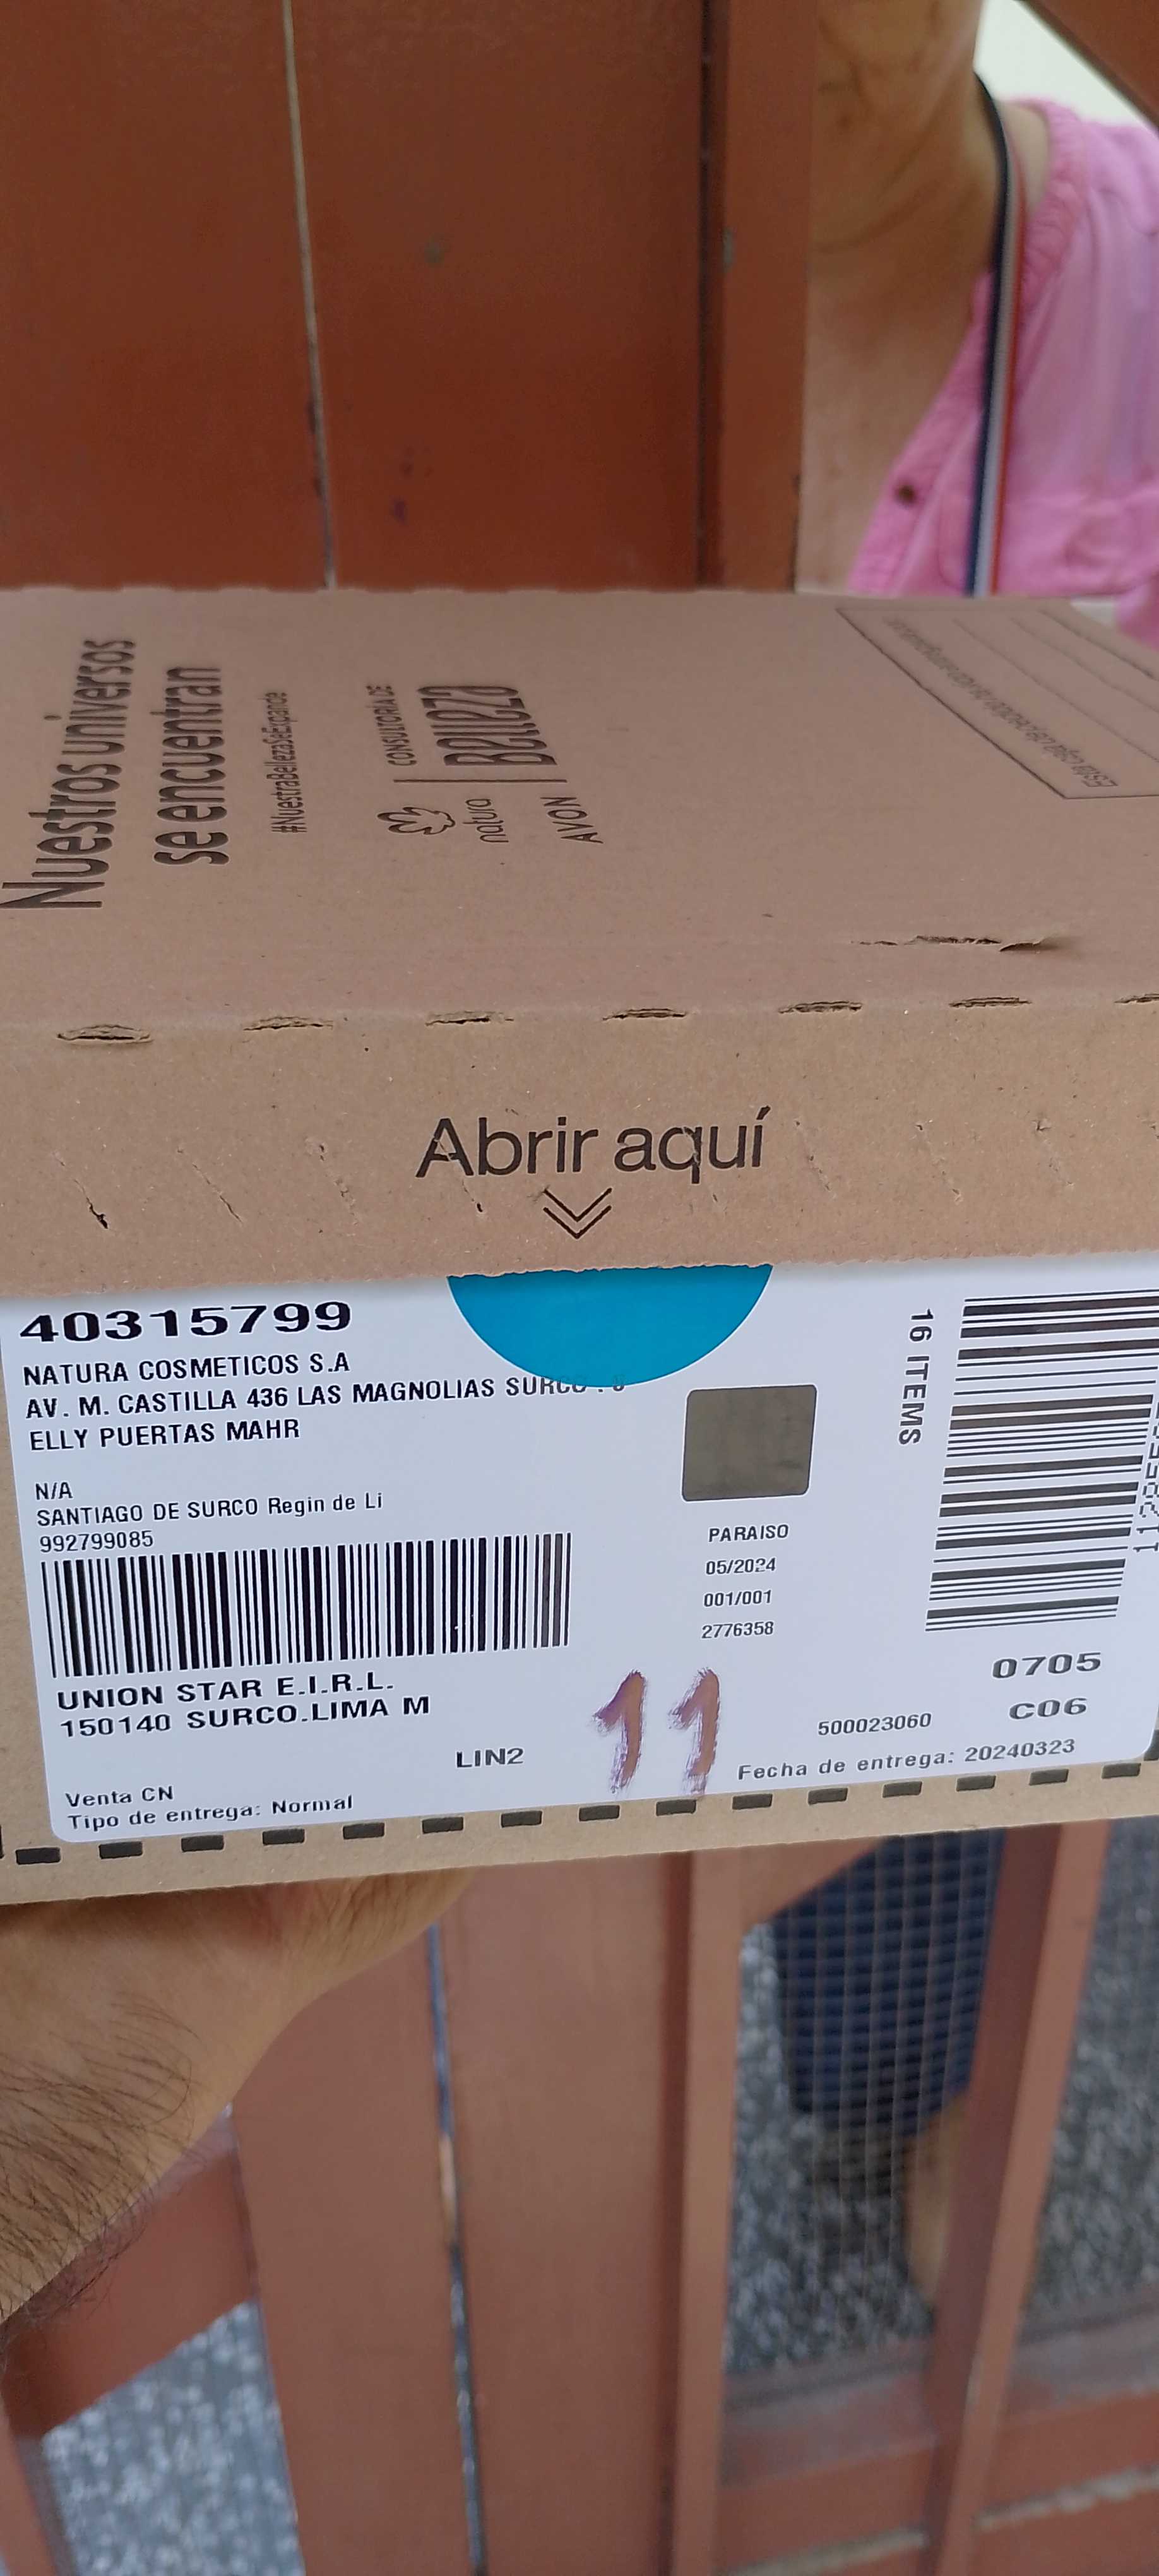 Nuestros universos
se encuentran
#NuestraBellezaSeExpande
natura
AVON
CONSULTORÍA DE
Belleza
Abrir aquí
40315799
NATURA COSMETICOS S.A
AV. M. CASTILLA 436 LAS MAGNOLIAS SURCO
ELLY PUERTAS MAHR
N/A
SANTIAGO DE SURCO Regin de Li
992799085
UNION STAR E.I.R.L.
150140 SURCO.LIMA M
LIN2
Venta CN
Tipo de entrega: Normal
PARAISO
05/2024
001/001
2776358
11
16 ITEMS
0705
C06
500023060
Fecha de entrega: 20240323